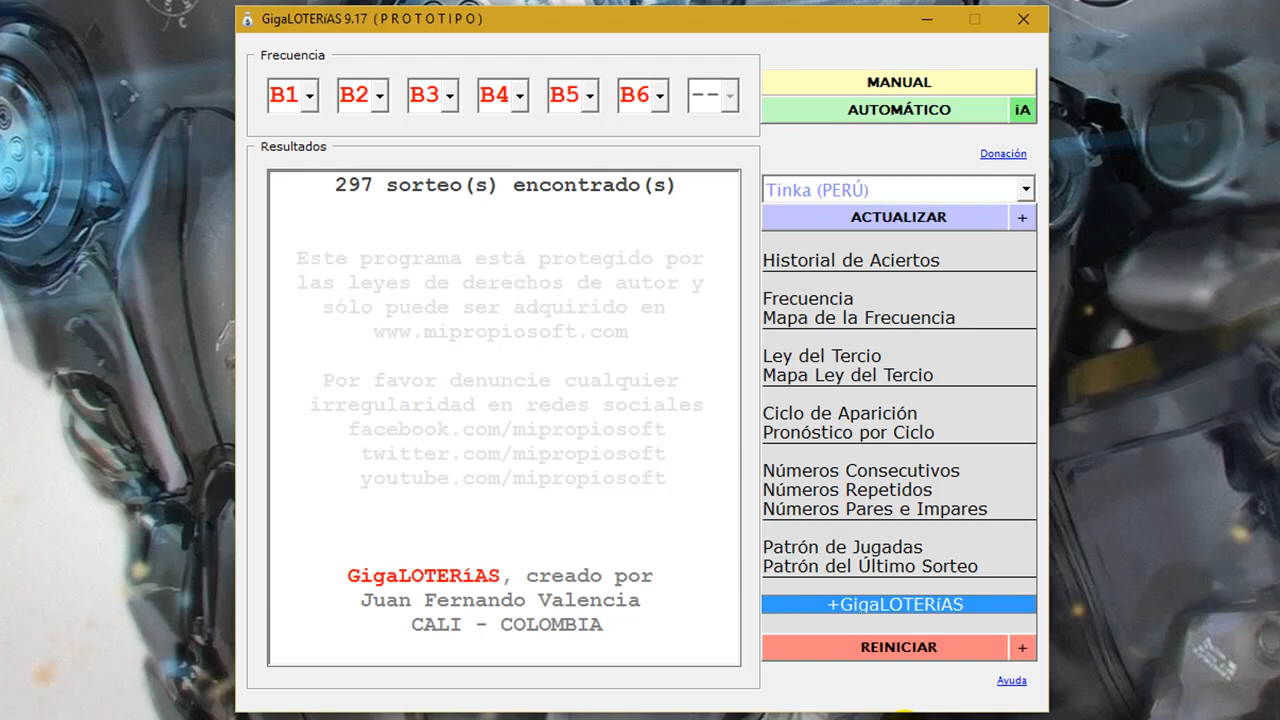 GigaLOTERíAS 9.17 ( P R O T O T I P O )
Frecuencia
B1 B2 B3 B4 B5 B6 --
MANUAL
AUTOMÁTICO iA
Donación
Resultados
297 sorteo(s) encontrado(s)
Este programa está protegido por
las leyes de derechos de autor y
sólo puede ser adquirido en
www.mipropiosoft.com
Por favor denuncie cualquier
irregularidad en redes sociales
facebook.com/mipropiosoft
twitter.com/mipropiosoft
youtube.com/mipropiosoft
GigaLOTERíAS, creado por
Juan Fernando Valencia
CALI - COLOMBIA
Tinka (PERÚ)
ACTUALIZAR +
Historial de Aciertos
Frecuencia
Mapa de la Frecuencia
Ley del Tercio
Mapa Ley del Tercio
Ciclo de Aparición
Pronóstico por Ciclo
Números Consecutivos
Números Repetidos
Números Pares e Impares
Patrón de Jugadas
Patrón del Último Sorteo
+GigaLOTERíAS
REINICIAR +
Ayuda